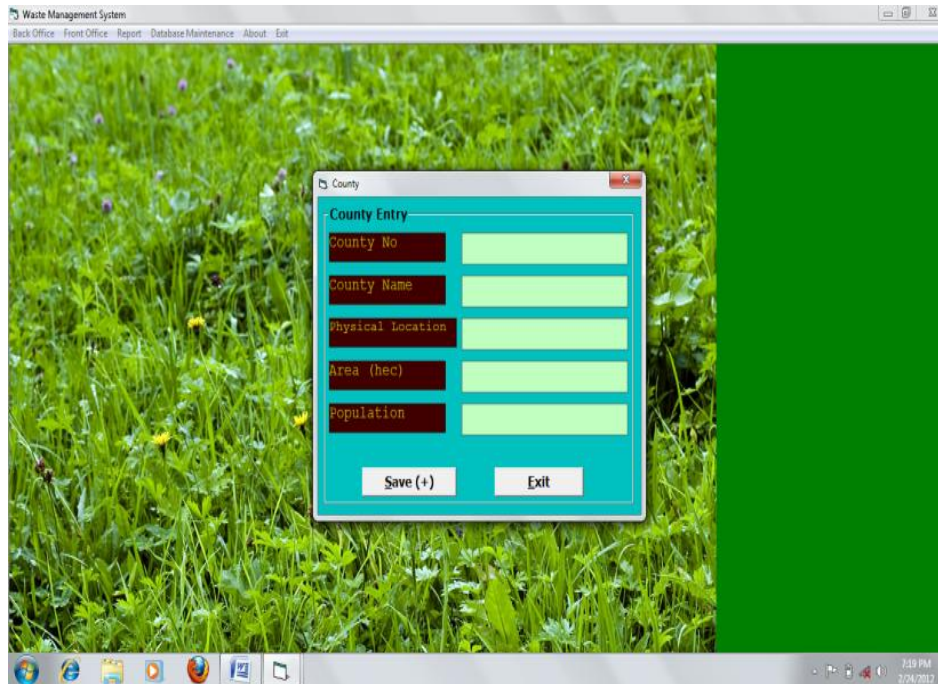 Waste Management System
Back Office Front Office Report Database Maintenance About Exit
County
County Entry
County No
County Name
Physical Location
Area (hec)
Population
Save (+) Exit
7:19 PM
2/24/2012